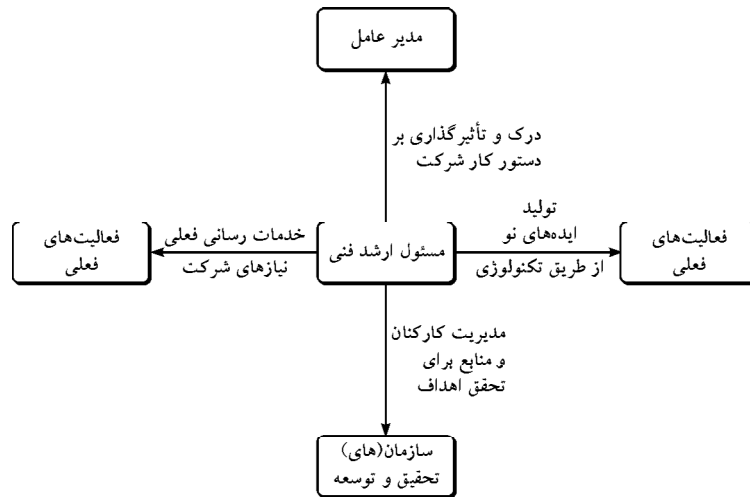 مدیر عامل
درک و تأثیرگذاری بر
دستور کار شرکت
تولید
ایده‌های نو
از طریق تکنولوژی
فعالیت‌های
فعلی
مسئول ارشد فنی
خدمات رسانی فعلی
نیازهای شرکت
فعالیت‌های
فعلی
مدیریت کارکنان
و منابع برای
تحقق اهداف
سازمان(های)
تحقیق و توسعه